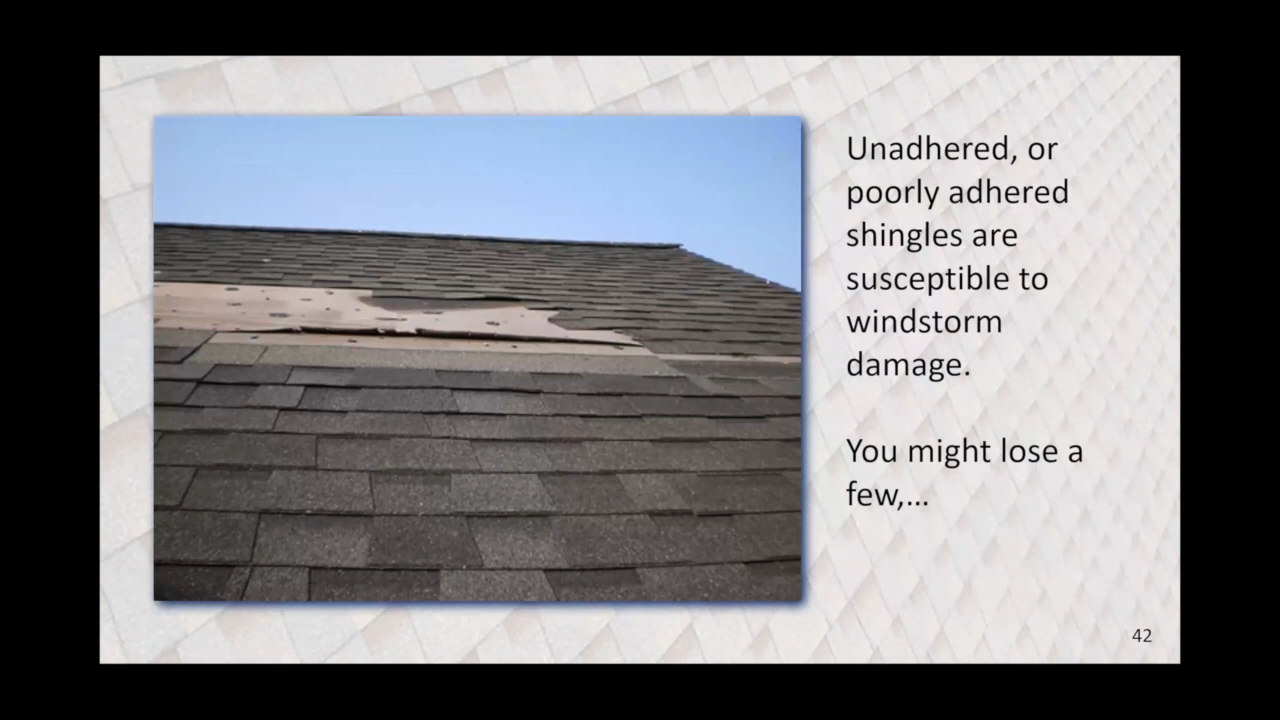 Unadhered, or
poorly adhered
shingles are
susceptible to
windstorm
damage.
You might lose a
few,...
42